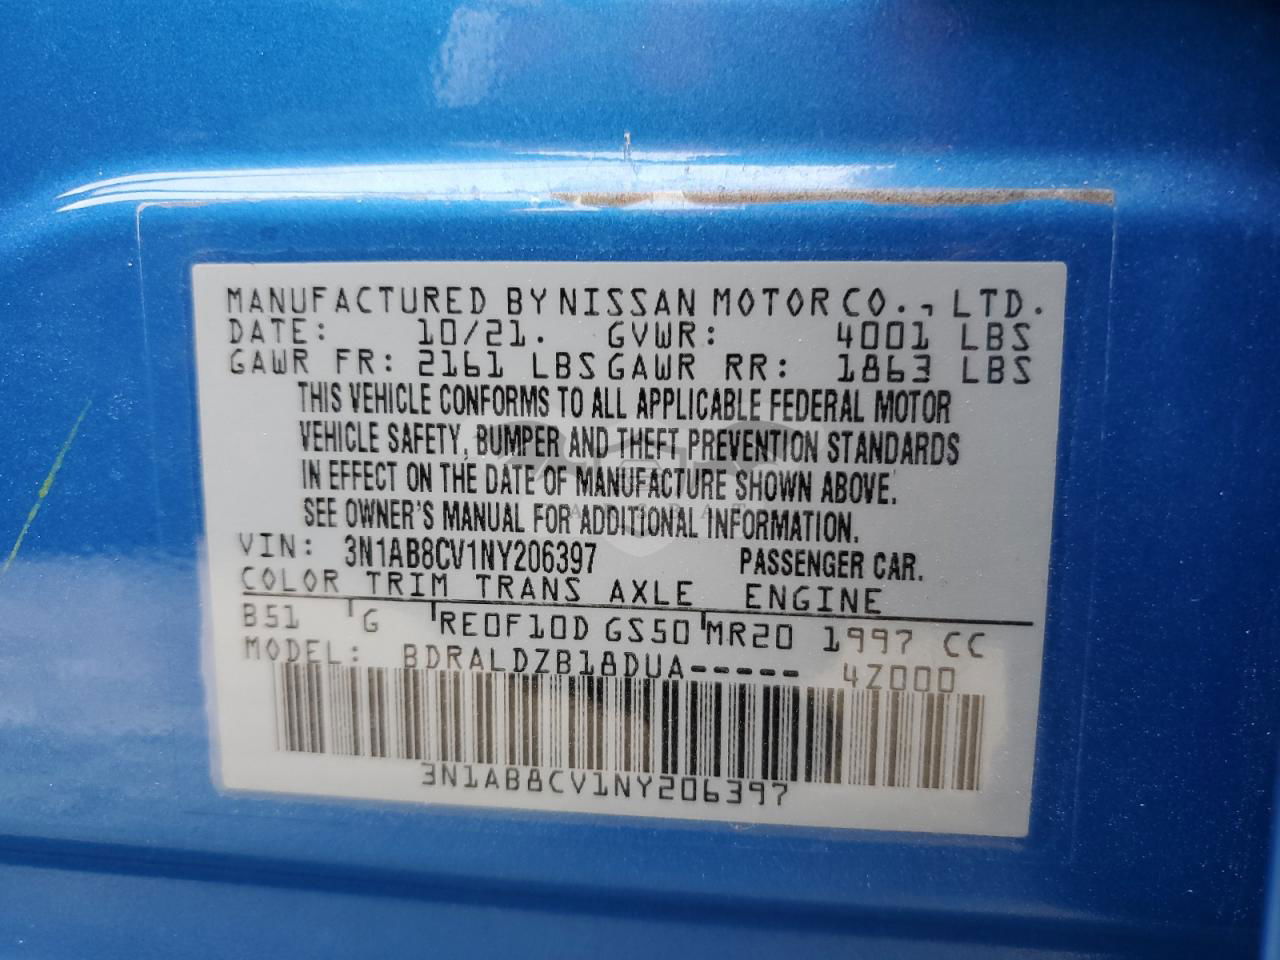 MANUFACTURED BY NISSAN MOTOR CO., LTD.
DATE: 10/21. GVWR: 4001 LBS
GAWR FR: 2161 LBS GAWR RR: 1863 LBS
THIS VEHICLE CONFORMS TO ALL APPLICABLE FEDERAL MOTOR
VEHICLE SAFETY, BUMPER AND THEFT PREVENTION STANDARDS
IN EFFECT ON THE DATE OF MANUFACTURE SHOWN ABOVE.
SEE OWNER'S MANUAL FOR ADDITIONAL INFORMATION.
VIN: 3N1AB8CV1NY206397 PASSENGER CAR.
COLOR TRIM TRANS AXLE ENGINE
B51 G RE0F10D GS50 MR20 1997 CC
MODEL: BDRALDZB18DUA----- 4Z000
3N1AB8CV1NY206397